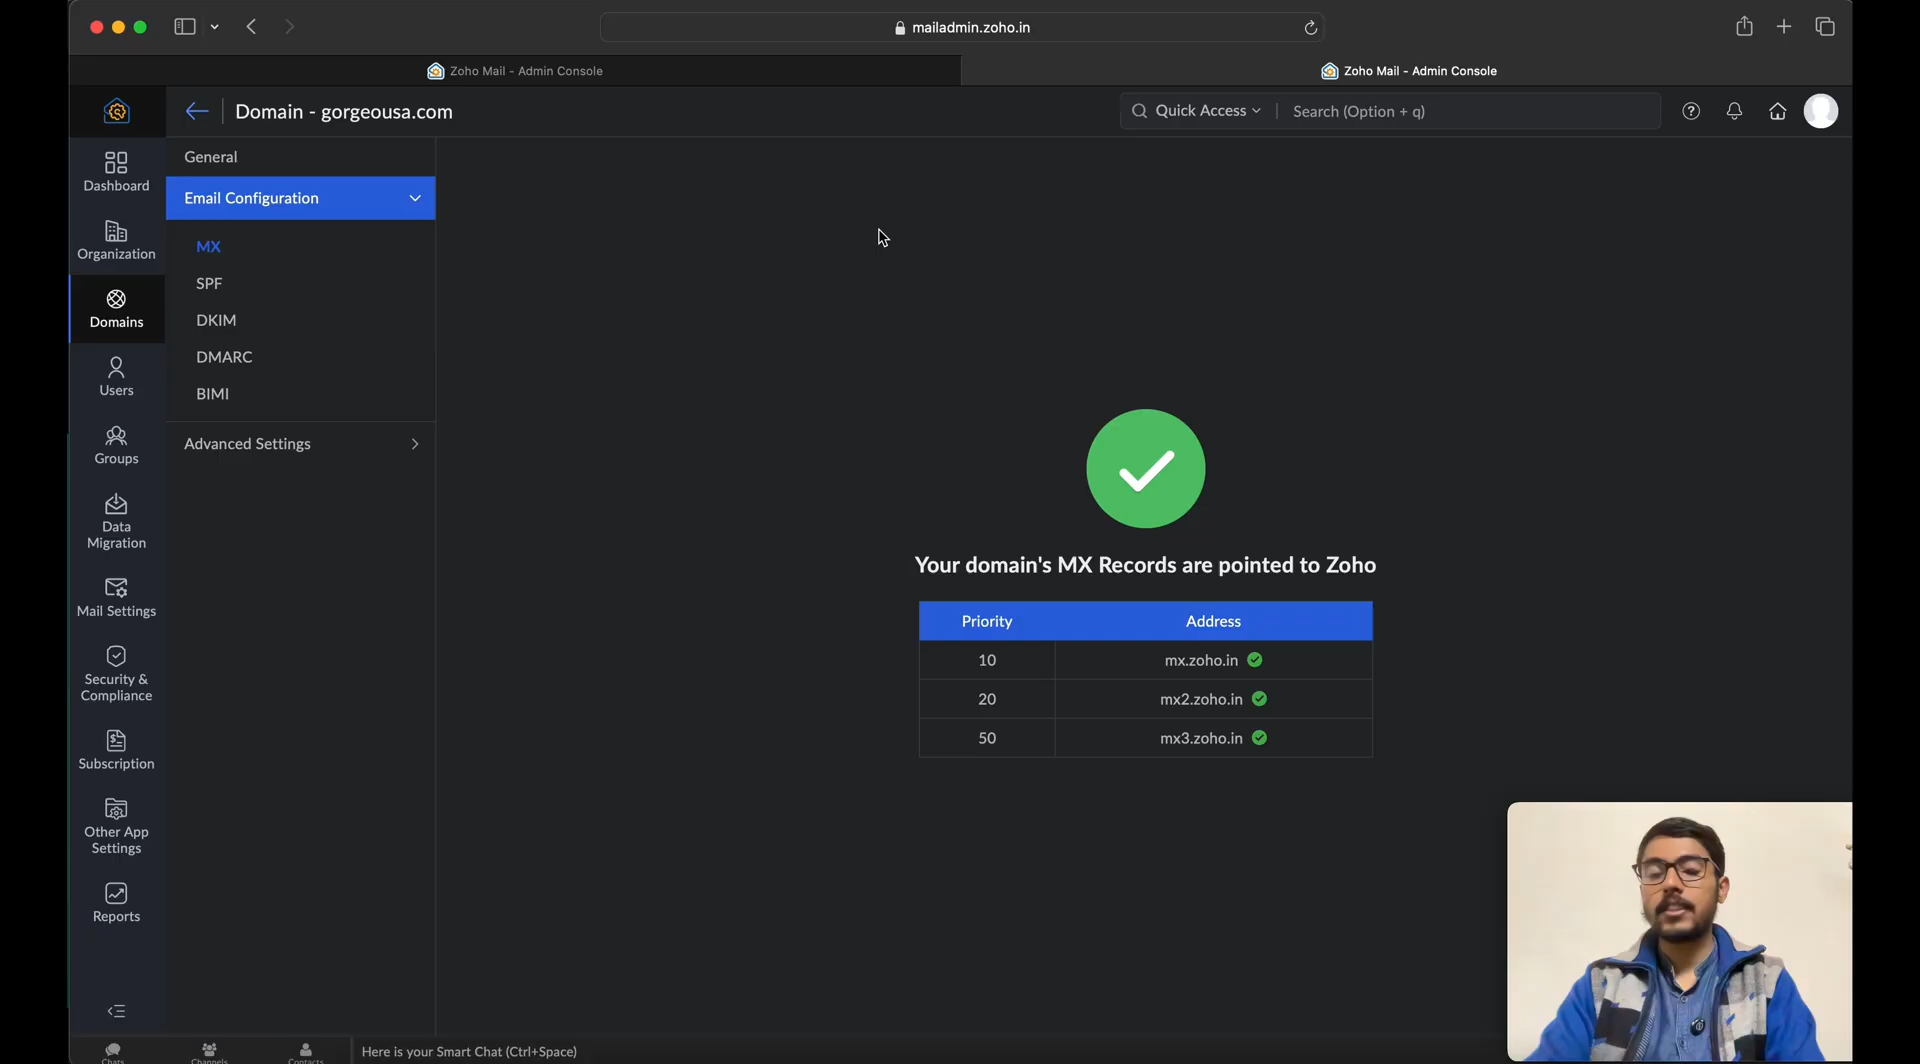 mailadmin.zoho.in
Zoho Mail - Admin Console
Zoho Mail - Admin Console
Domain - gorgeousa.com
Quick Access
Search (Option + q)
Dashboard
Organization
Domains
Users
Groups
Data
Migration
Mail Settings
Security &
Compliance
Subscription
Other App
Settings
Reports
General
Email Configuration
MX
SPF
DKIM
DMARC
BIMI
Advanced Settings
Your domain's MX Records are pointed to Zoho
Priority Address
10 mx.zoho.in
20 mx2.zoho.in
50 mx3.zoho.in
Chats
Channels
Contacts
Here is your Smart Chat (Ctrl+Space)